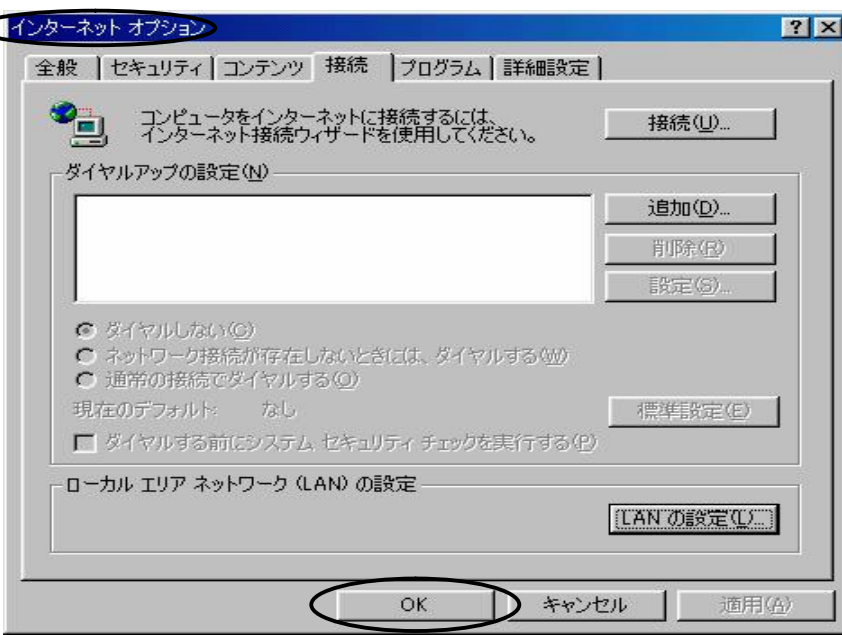 インターネット オプション
全般 セキュリティ コンテンツ 接続 プログラム 詳細設定
コンピュータをインターネットに接続するには、
インターネット接続ウィザードを使用してください。
接続(U)...
ダイヤルアップの設定(N)
追加(D)...
削除(R)
設定(S)...
ダイヤルしない(C)
ネットワーク接続が存在しないときには、ダイヤルする(W)
通常の接続でダイヤルする(O)
現在のデフォルト: なし
標準設定(E)
ダイヤルする前にシステム セキュリティ チェックを実行する(P)
ローカル エリア ネットワーク (LAN) の設定
LAN の設定(L)...
OK キャンセル 適用(A)